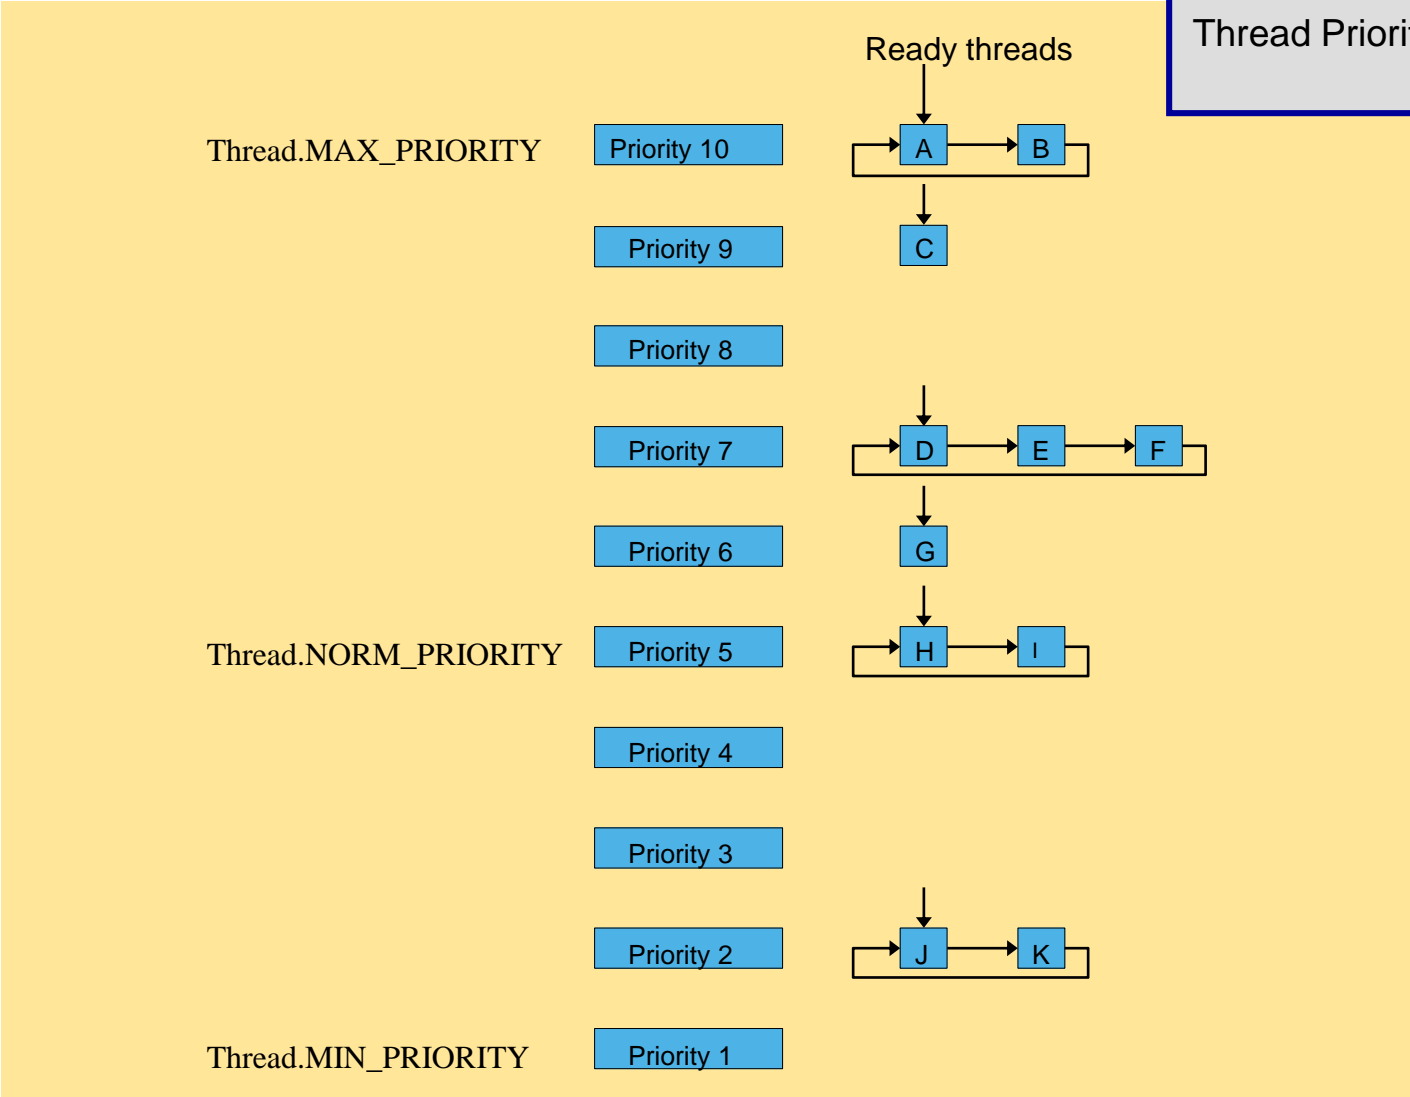 Thread Priorit
Ready threads
Thread.MAX_PRIORITY Priority 10 A B
Priority 9 C
Priority 8
Priority 7 D E F
Priority 6 G
Thread.NORM_PRIORITY Priority 5 H I
Priority 4
Priority 3
Priority 2 J K
Thread.MIN_PRIORITY Priority 1